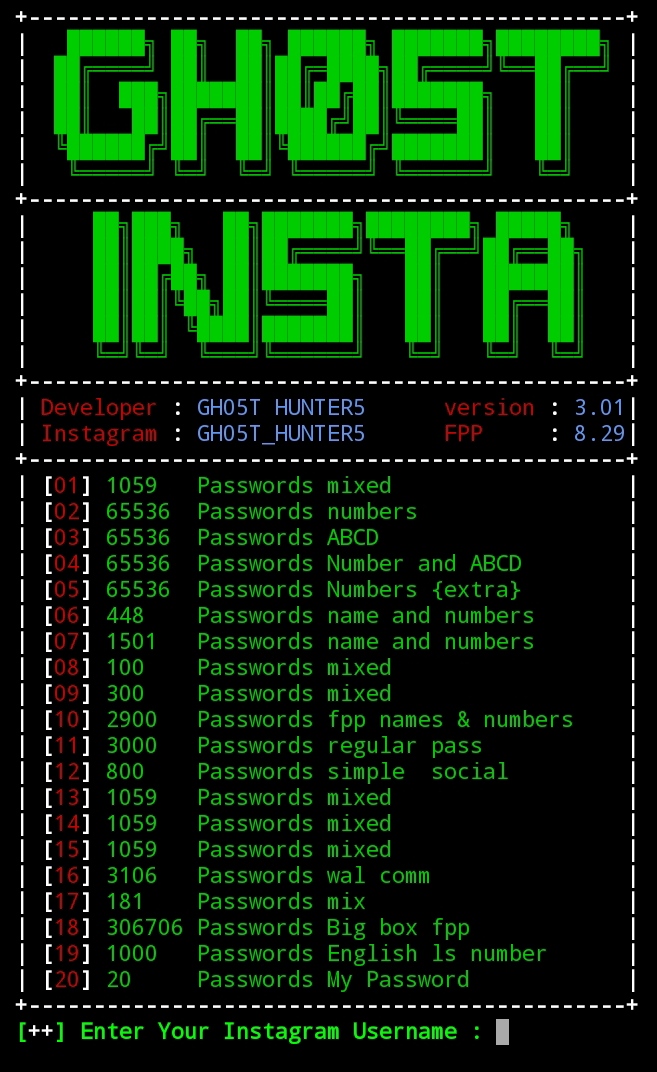 GH0ST
INSTA
Developer : GH05T HUNTER5 version : 3.01
Instagram : GH05T_HUNTER5 FPP : 8.29
[01] 1059 Passwords mixed
[02] 65536 Passwords numbers
[03] 65536 Passwords ABCD
[04] 65536 Passwords Number and ABCD
[05] 65536 Passwords Numbers {extra}
[06] 448 Passwords name and numbers
[07] 1501 Passwords name and numbers
[08] 100 Passwords mixed
[09] 300 Passwords mixed
[10] 2900 Passwords fpp names & numbers
[11] 3000 Passwords regular pass
[12] 800 Passwords simple  social
[13] 1059 Passwords mixed
[14] 1059 Passwords mixed
[15] 1059 Passwords mixed
[16] 3106 Passwords wal comm
[17] 181 Passwords mix
[18] 306706 Passwords Big box fpp
[19] 1000 Passwords English ls number
[20] 20 Passwords My Password
[++] Enter Your Instagram Username :